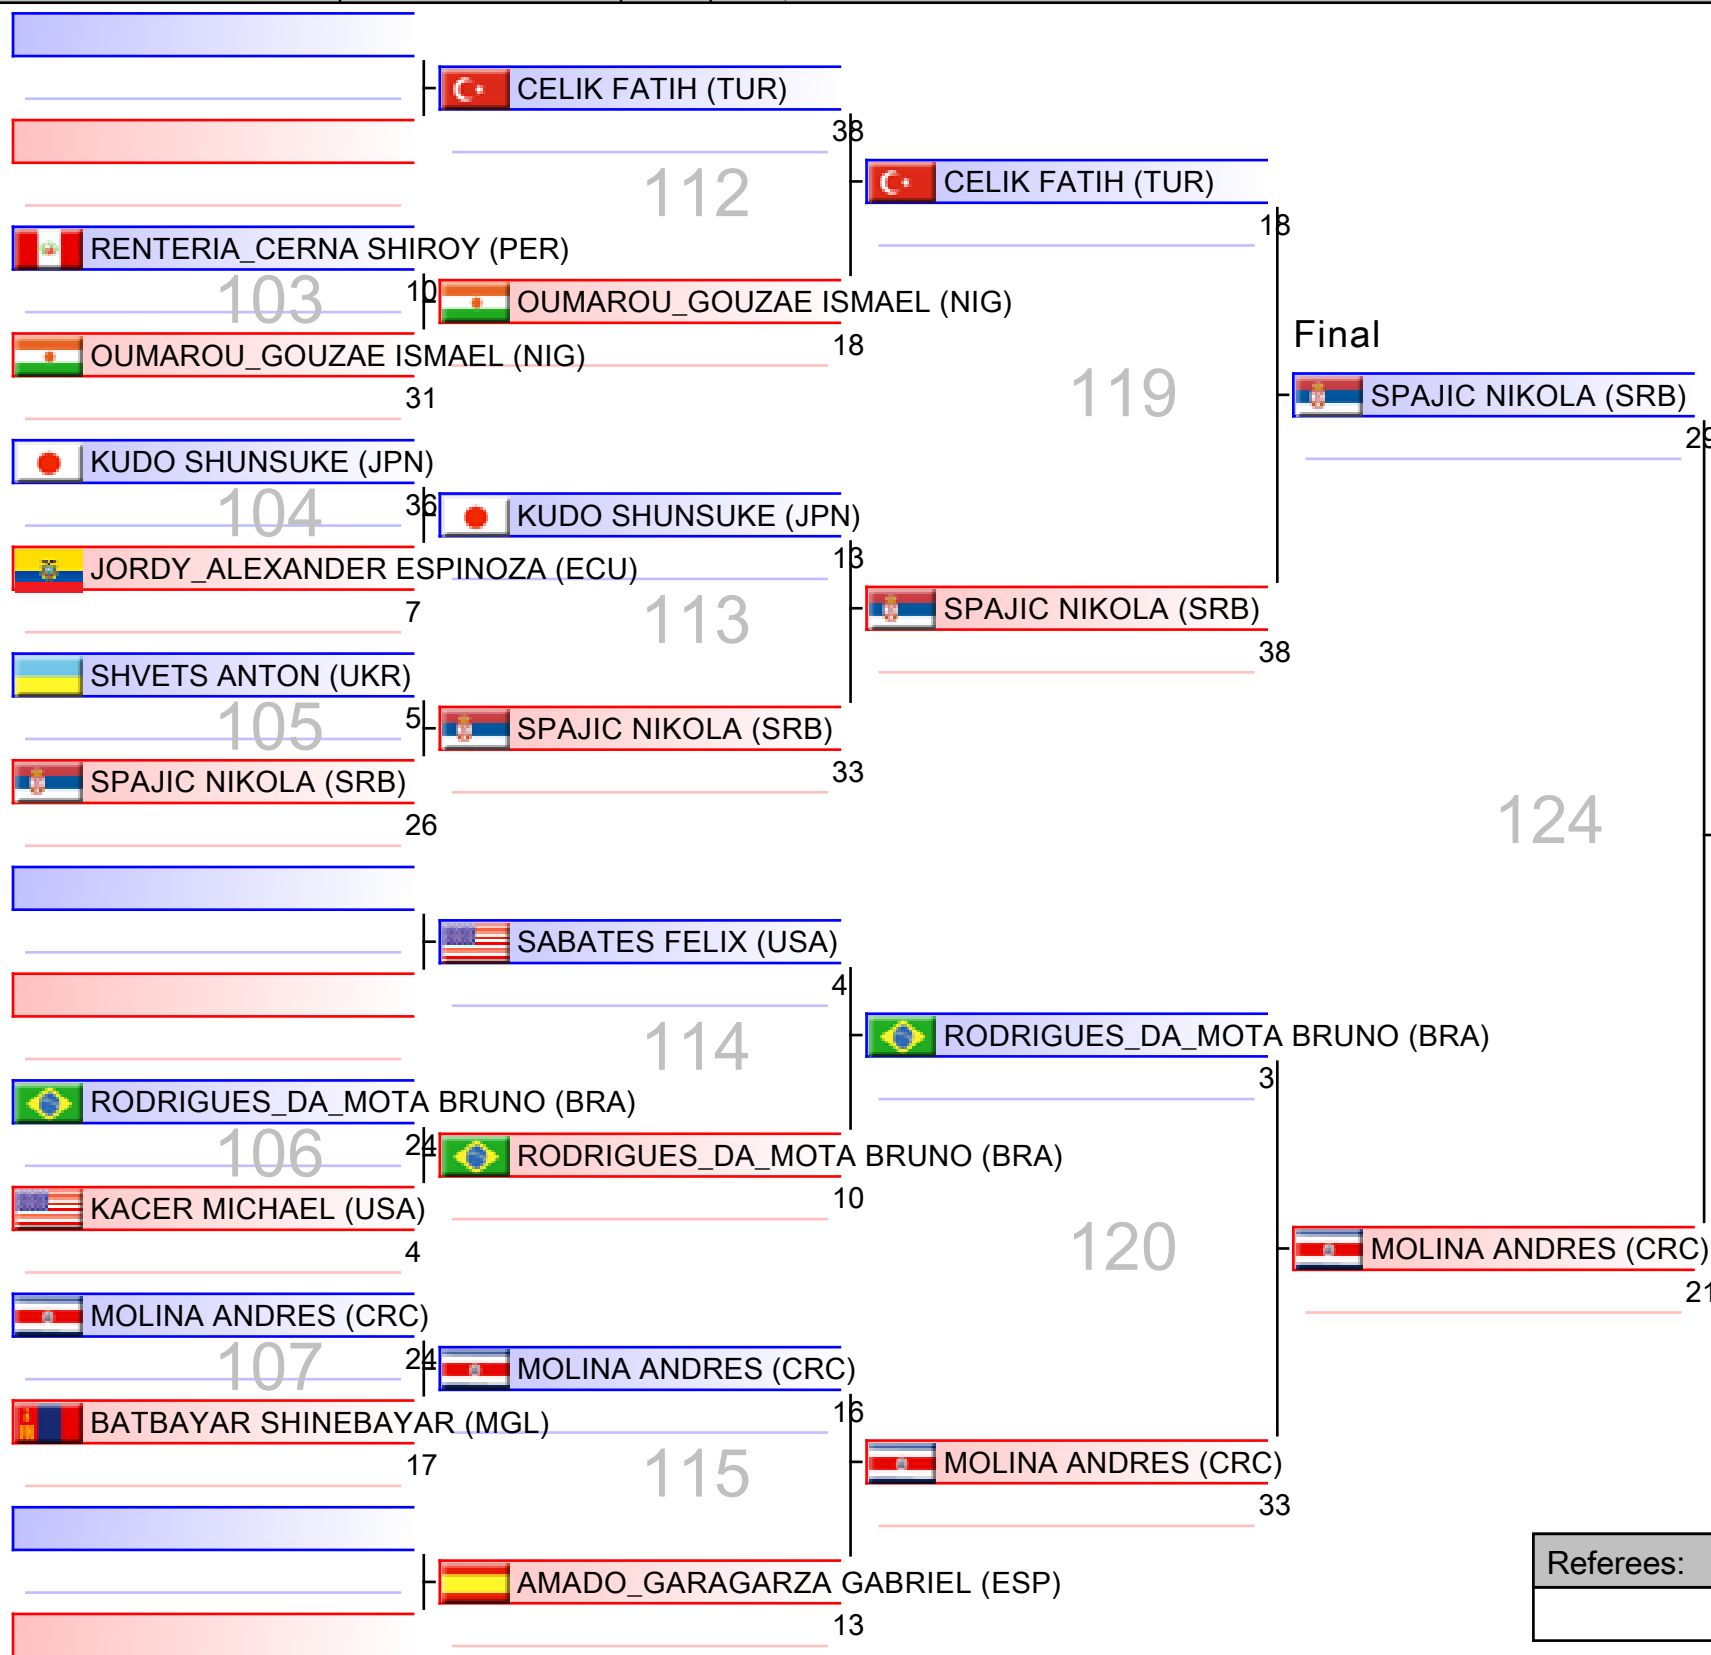 CELIK FATIH (TUR)
38
112
CELIK FATIH (TUR)
18
RENTERIA_CERNA SHIROY (PER)
103
10
OUMAROU_GOUZAE ISMAEL (NIG)
18
OUMAROU_GOUZAE ISMAEL (NIG)
31
Final
119
SPAJIC NIKOLA (SRB)
29
KUDO SHUNSUKE (JPN)
104
36
KUDO SHUNSUKE (JPN)
13
JORDY_ALEXANDER ESPINOZA (ECU)
7
113
SPAJIC NIKOLA (SRB)
38
SHVETS ANTON (UKR)
105
5
SPAJIC NIKOLA (SRB)
33
SPAJIC NIKOLA (SRB)
26
124
SABATES FELIX (USA)
4
114
RODRIGUES_DA_MOTA BRUNO (BRA)
3
RODRIGUES_DA_MOTA BRUNO (BRA)
106
24
RODRIGUES_DA_MOTA BRUNO (BRA)
10
KACER MICHAEL (USA)
4
120
MOLINA ANDRES (CRC)
21
MOLINA ANDRES (CRC)
107
24
MOLINA ANDRES (CRC)
16
BATBAYAR SHINEBAYAR (MGL)
17
115
MOLINA ANDRES (CRC)
33
AMADO_GARAGARZA GABRIEL (ESP)
13
Referees: